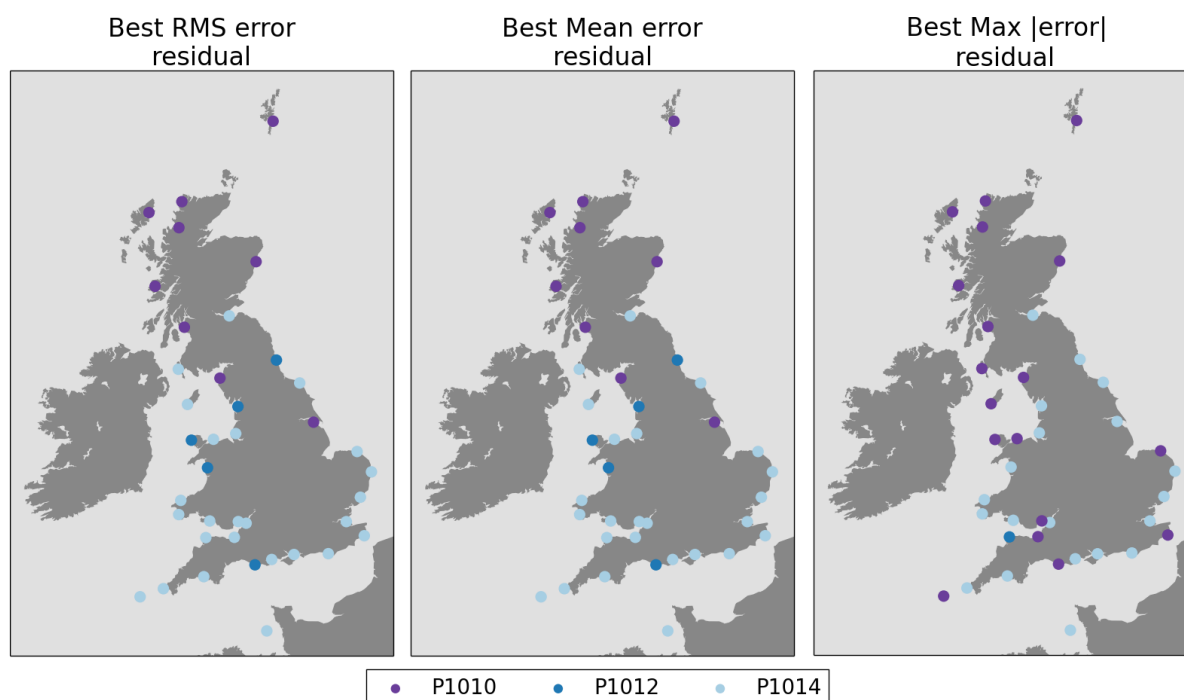 Best RMS error
residual
Best Mean error
residual
Best Max |error|
residual
P1010
P1012
P1014